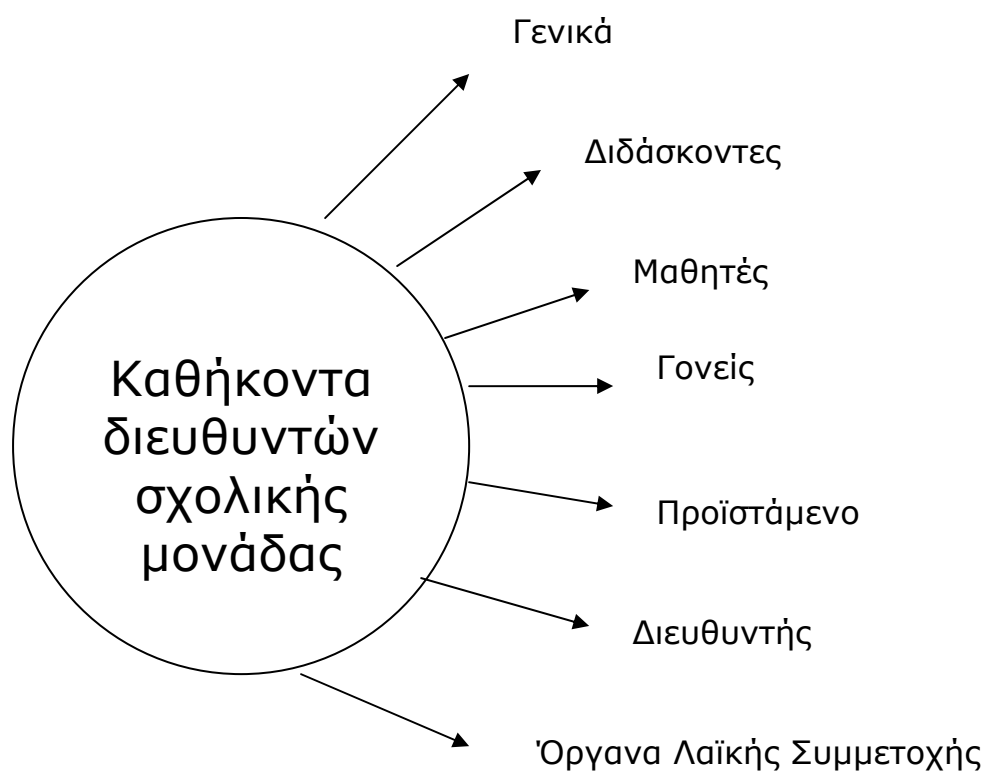 Γενικά
Διδάσκοντες
Μαθητές
Γονείς
Καθήκοντα
διευθυντών
σχολικής
μονάδας
Προϊστάμενο
Διευθυντής
Όργανα Λαϊκής Συμμετοχής